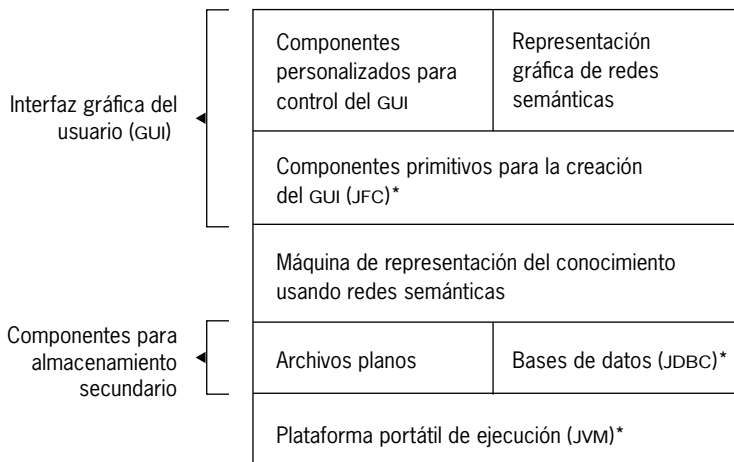 Componentes
personalizados para
control del GUI
Representación
gráfica de redes
semánticas
Interfaz gráfica del
usuario (GUI)
Componentes primitivos para la creación
del GUI (JFC)*
Máquina de representación del conocimiento
usando redes semánticas
Componentes para
almacenamiento
secundario
Archivos planos
Bases de datos (JDBC)*
Plataforma portátil de ejecución (JVM)*